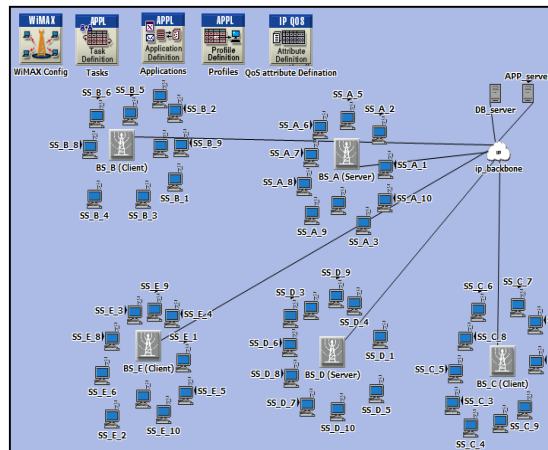 WiMAX
APPL
APPL
APPL
IP QOS
Task Definition
Application Definition
Profile Definition
Attribute Definition
WiMAX Config
Tasks
Applications
Profiles
QoS attribute Defination
APP_server
DB_server
ip_backbone
SS_B_6
SS_B_5
SS_B_2
SS_B_8
SS_B_9
BS_B (Client)
SS_B_1
SS_B_4
SS_B_3
SS_A_5
SS_A_2
SS_A_6
SS_A_7
SS_A_1
BS_A (Server)
SS_A_8
SS_A_10
SS_A_9
SS_A_3
SS_E_9
SS_E_3
SS_E_4
SS_E_8
SS_E_1
BS_E (Client)
SS_E_6
SS_E_5
SS_E_2
SS_E_10
SS_D_9
SS_D_3
SS_D_4
SS_D_6
SS_D_1
BS_D (Server)
SS_D_8
SS_D_7
SS_D_5
SS_D_10
SS_C_7
SS_C_6
SS_C_8
SS_C_5
BS_C (Client)
SS_C_3
SS_C_9
SS_C_4